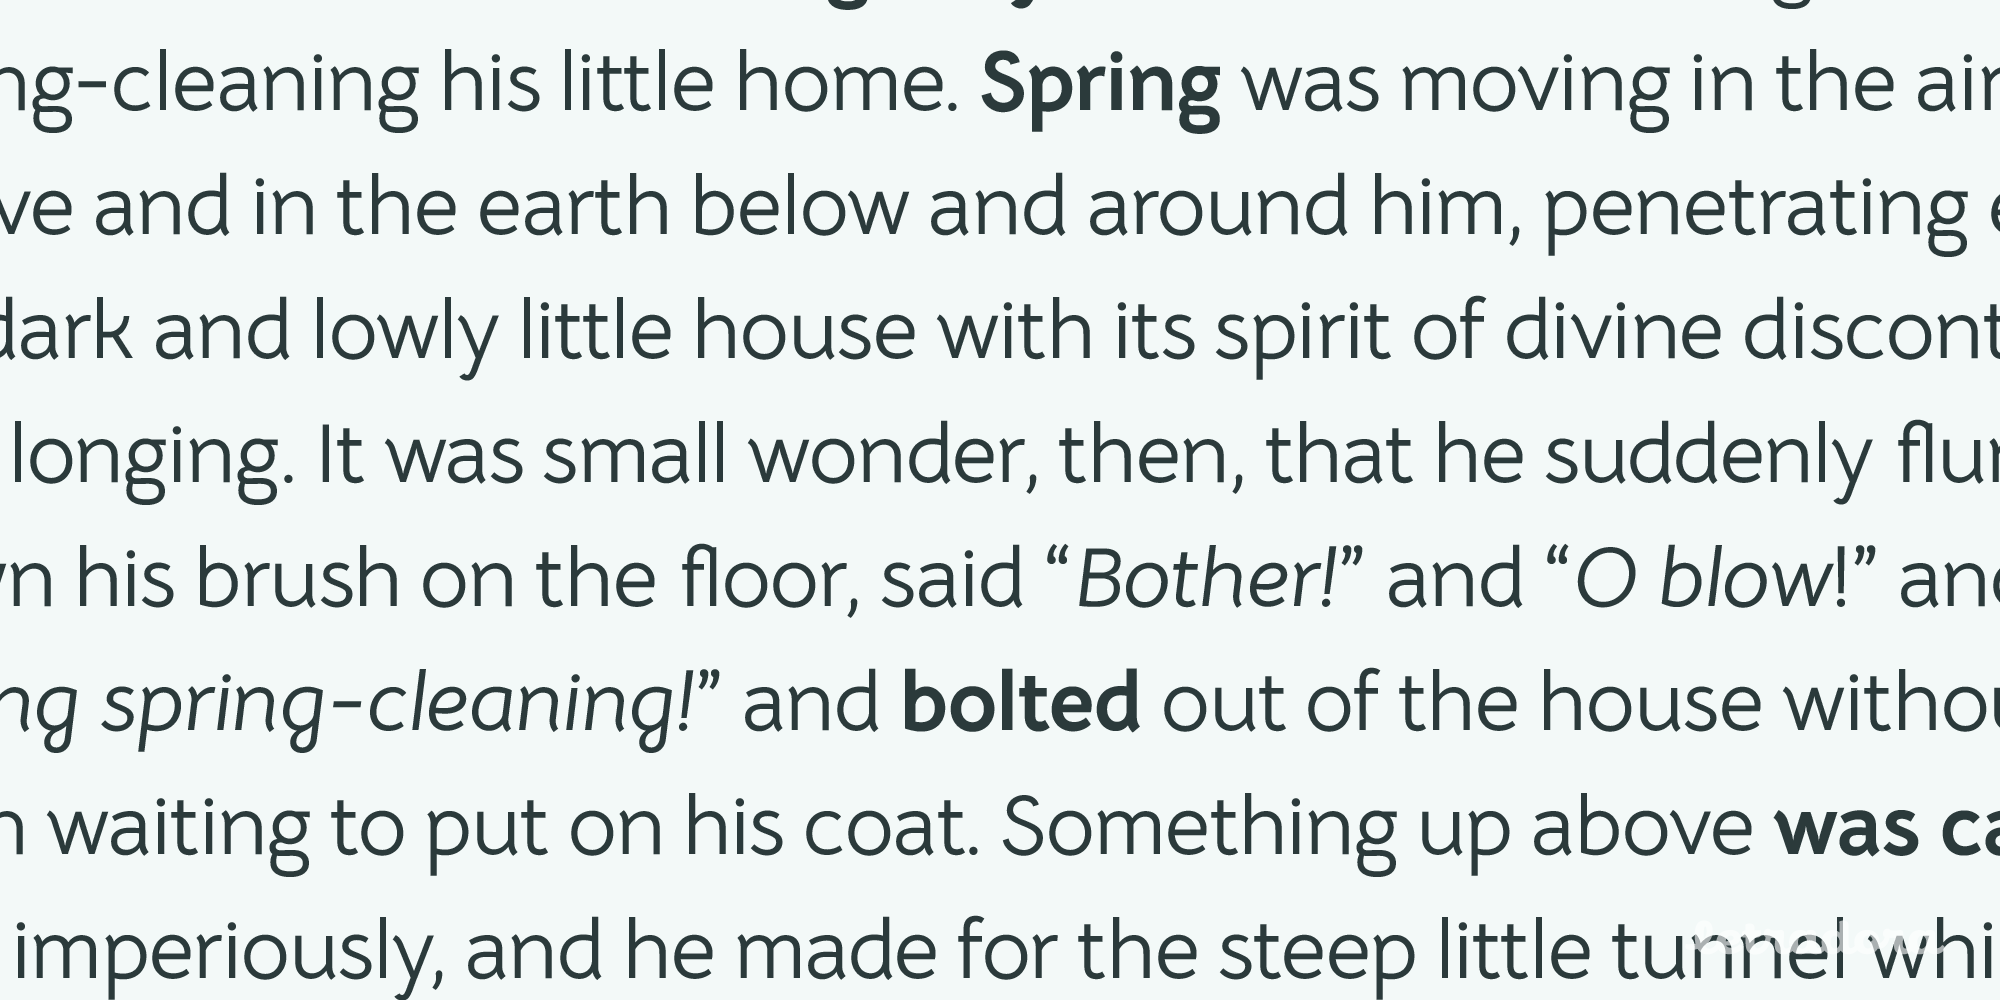 ng-cleaning his little home. Spring was moving in the air
ve and in the earth below and around him, penetrating e
dark and lowly little house with its spirit of divine discont
longing. It was small wonder, then, that he suddenly flun
wn his brush on the floor, said “Bother!” and “O blow!” and
ng spring-cleaning!” and bolted out of the house withou
n waiting to put on his coat. Something up above was ca
imperiously, and he made for the steep little tunnel whi